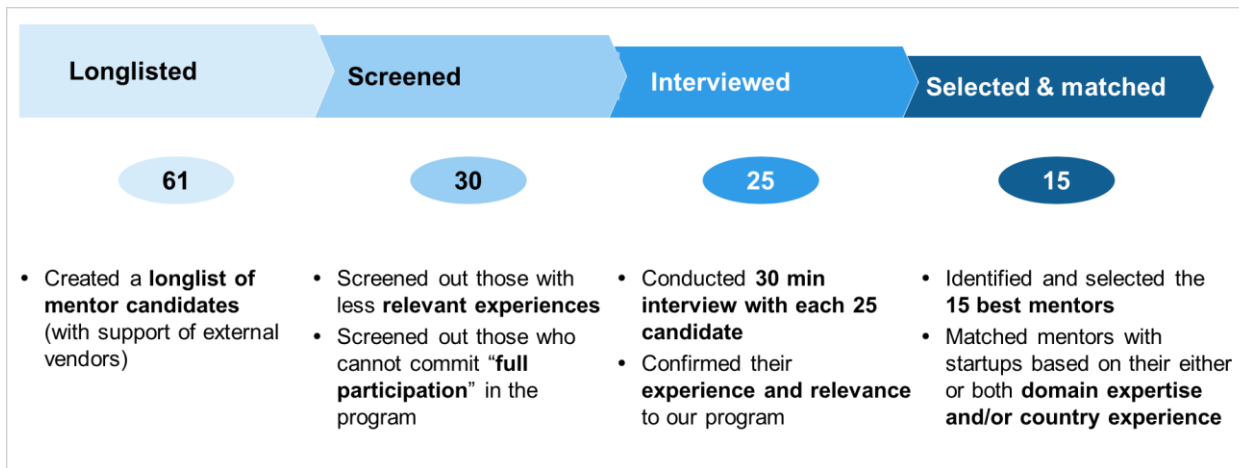 Longlisted
Screened
Interviewed
Selected & matched
61
30
25
15
• Created a longlist of
mentor candidates
(with support of external
vendors)
• Screened out those with
less relevant experiences
• Screened out those who
cannot commit “full
participation” in the
program
• Conducted 30 min
interview with each 25
candidate
• Confirmed their
experience and relevance
to our program
• Identified and selected the
15 best mentors
• Matched mentors with
startups based on their either
or both domain expertise
and/or country experience